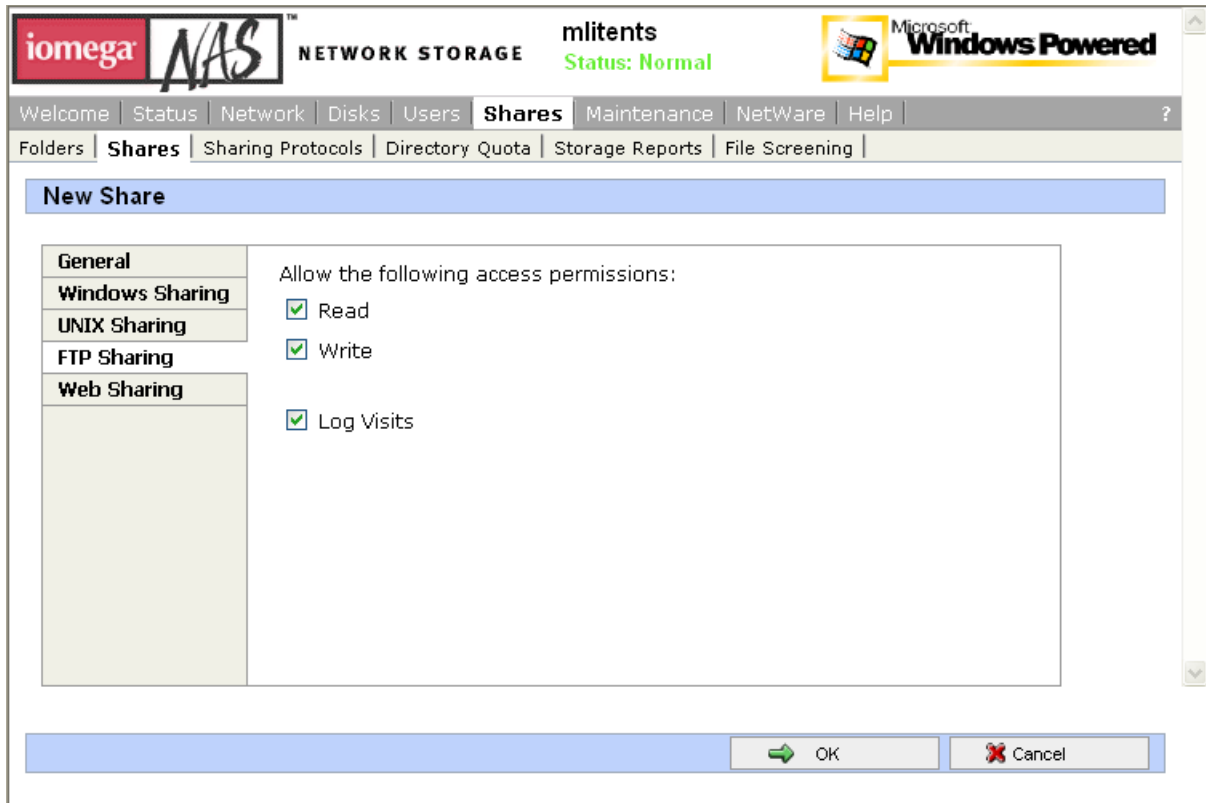 iomega NAS™ NETWORK STORAGE
mlitents
Status: Normal
Microsoft
Windows Powered
Welcome | Status | Network | Disks | Users | Shares | Maintenance | NetWare | Help | ?
Folders | Shares | Sharing Protocols | Directory Quota | Storage Reports | File Screening |
New Share
General
Windows Sharing
UNIX Sharing
FTP Sharing
Web Sharing
Allow the following access permissions:
Read
Write
Log Visits
OK
Cancel